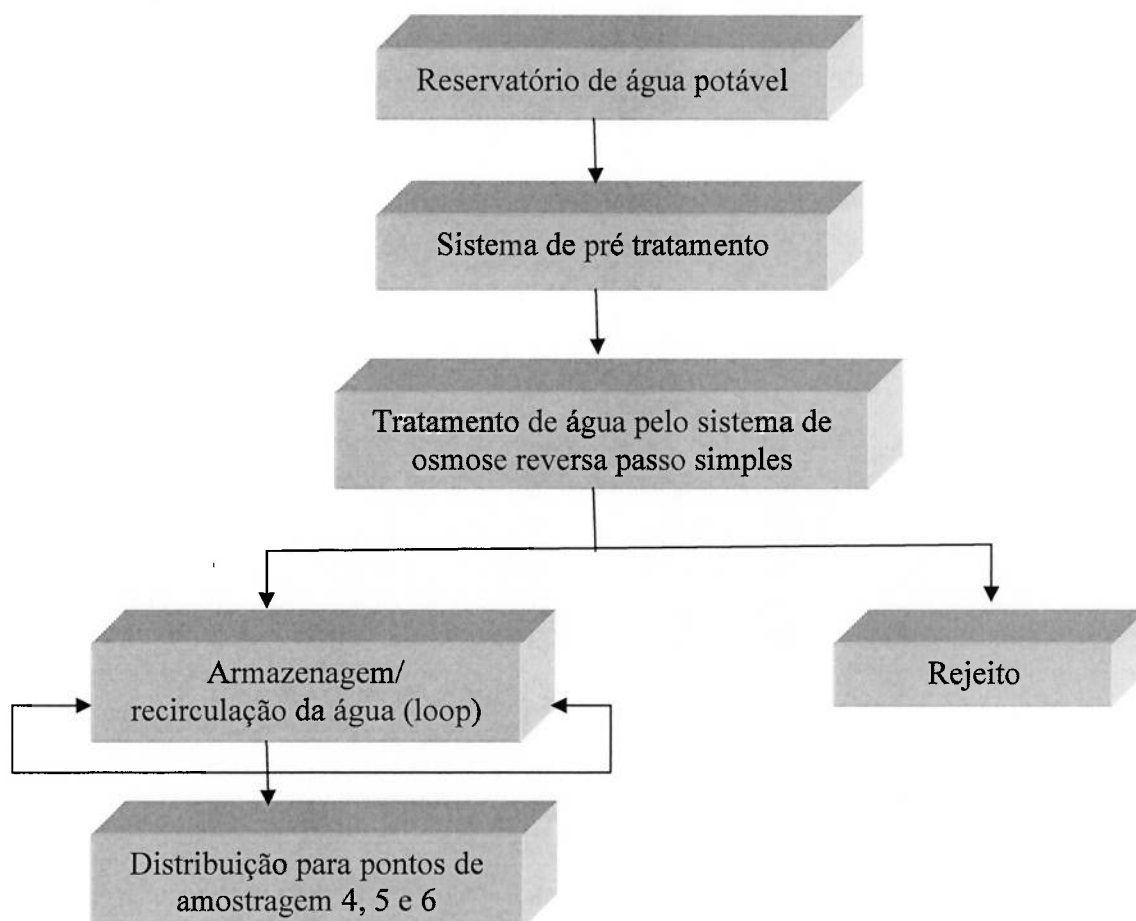 Reservatório de água potável
Sistema de pré tratamento
Tratamento de água pelo sistema de
osmose reversa passo simples
Armazenagem/
recirculação da água (loop)
Rejeito
Distribuição para pontos de
amostragem 4, 5 e 6